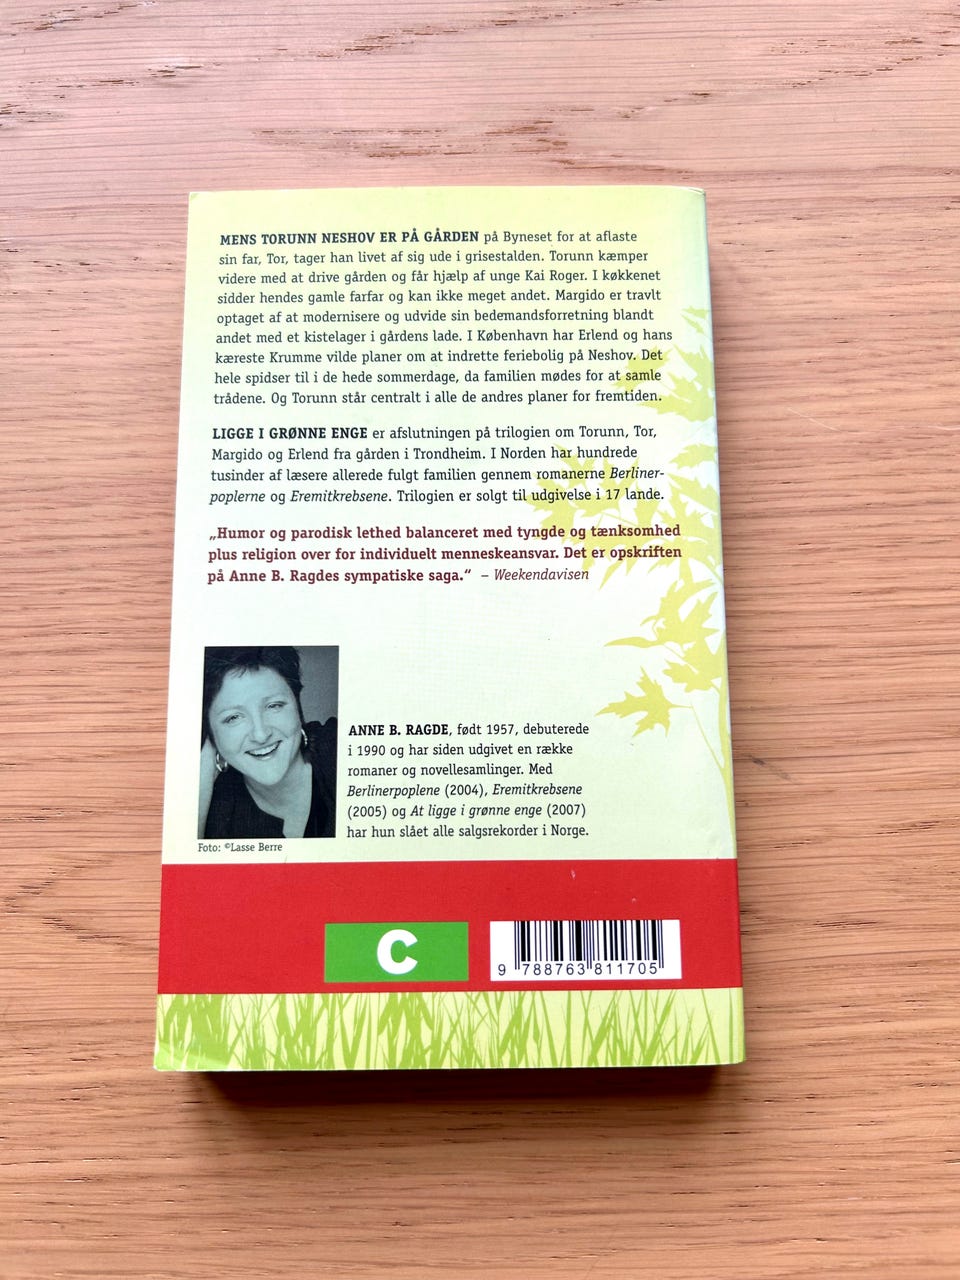 MENS TORUNN NESHOV ER PÅ GÅRDEN på Byneset for at aflaste
sin far, Tor, tager han livet af sig ude i grisestalden. Torunn kæmper
videre med at drive gården og får hjælp af unge Kai Roger. I køkkenet
sidder hendes gamle farfar og kan ikke meget andet. Margido er travlt
optaget af at modernisere og udvide sin bedemandsforretning blandt
andet med et kistelager i gårdens lade. I København har Erlend og hans
kæreste Krumme vilde planer om at indrette feriebolig på Neshov. Det
hele spidser til i de hede sommerdage, da familien mødes for at samle
trådene. Og Torunn står centralt i alle de andres planer for fremtiden.
LIGGE I GRØNNE ENGE er afslutningen på trilogien om Torunn, Tor,
Margido og Erlend fra gården i Trondheim. I Norden har hundrede
tusinder af læsere allerede fulgt familien gennem romanerne Berliner-
poplerne og Eremitkrebsene. Trilogien er solgt til udgivelse i 17 lande.
„Humor og parodisk lethed balanceret med tyngde og tænksomhed
plus religion over for individuelt menneskeansvar. Det er opskriften
på Anne B. Ragdes sympatiske saga.“ – Weekendavisen
ANNE B. RAGDE, født 1957, debuterede
i 1990 og har siden udgivet en række
romaner og novellesamlinger. Med
Berlinerpoplene (2004), Eremitkrebsene
(2005) og At ligge i grønne enge (2007)
har hun slået alle salgsrekorder i Norge.
Foto: ©Lasse Berre
C
9 788763 811705